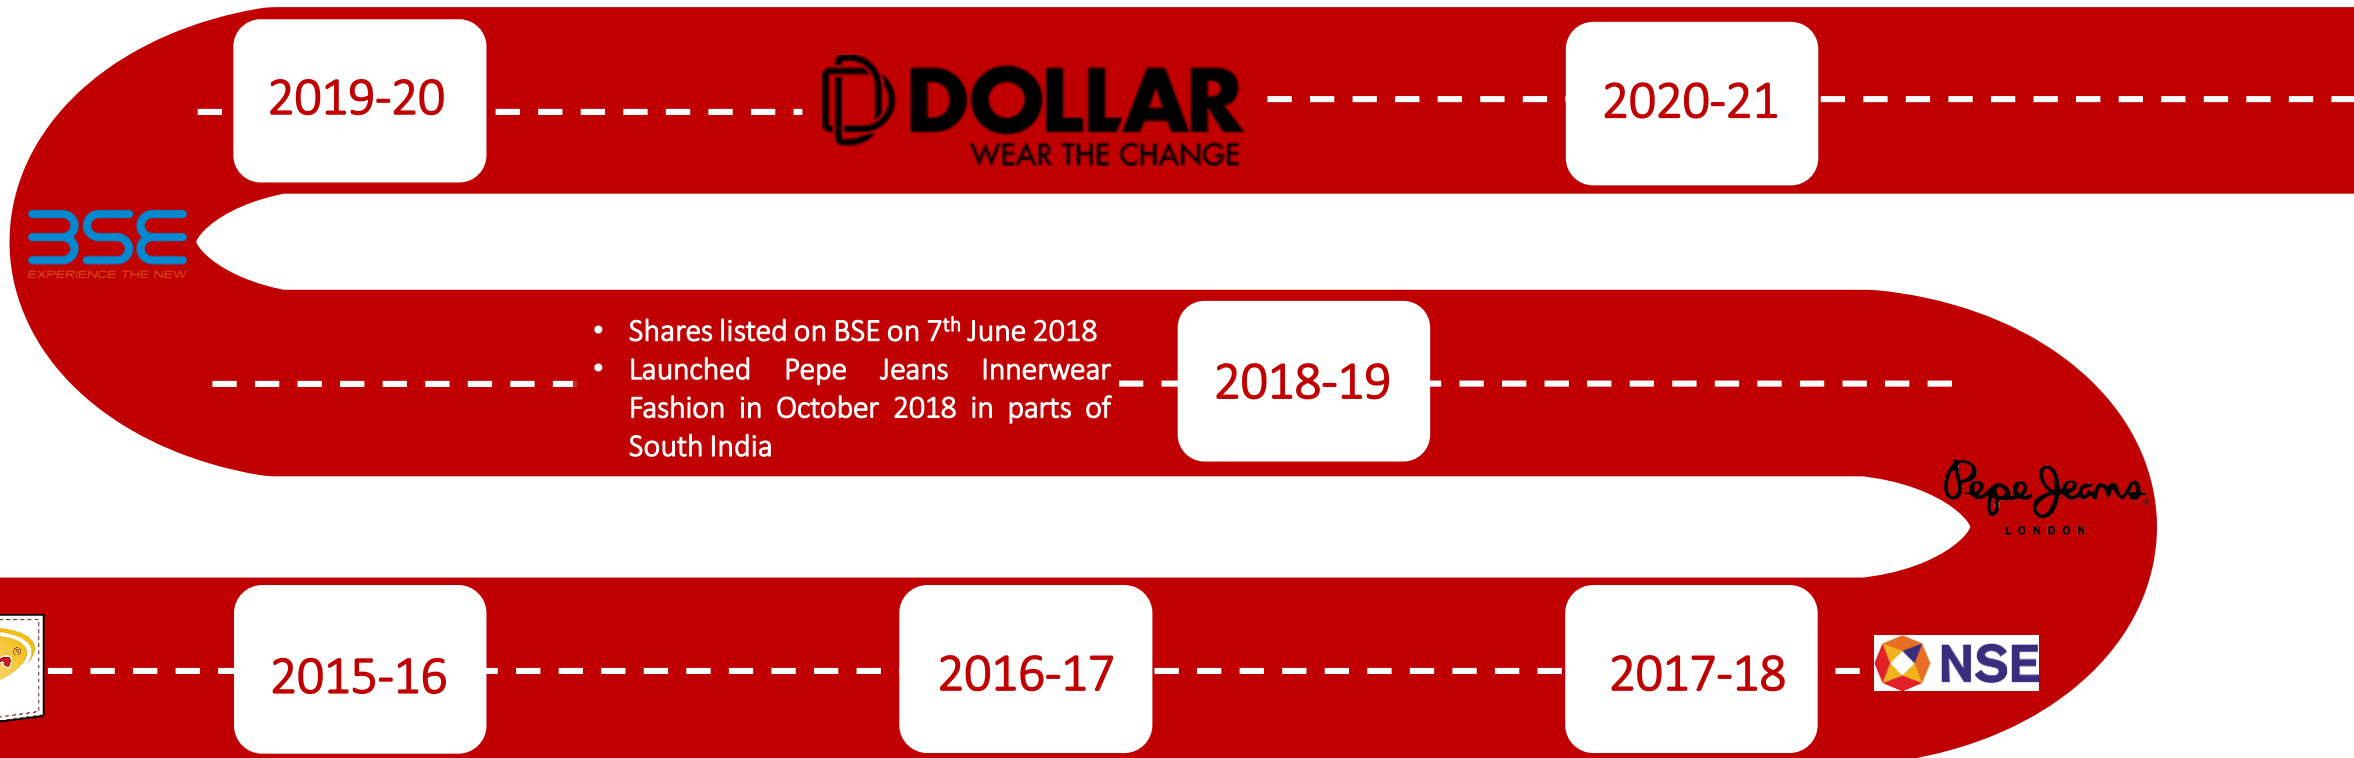 2019-20
DOLLAR
WEAR THE CHANGE
2020-21
BSE
EXPERIENCE THE NEW
• Shares listed on BSE on 7th June 2018
• Launched Pepe Jeans Innerwear
Fashion in October 2018 in parts of
South India
2018-19
Pepe Jeans
LONDON
2015-16
2016-17
2017-18
NSE